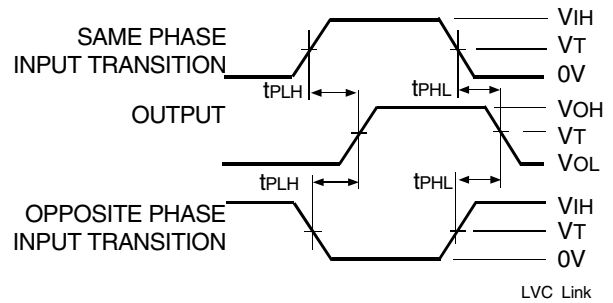 SAME PHASE
INPUT TRANSITION
VIH
VT
0V
tPLH
tPHL
OUTPUT
VOH
VT
VOL
tPLH
tPHL
OPPOSITE PHASE
INPUT TRANSITION
VIH
VT
0V
LVC Link